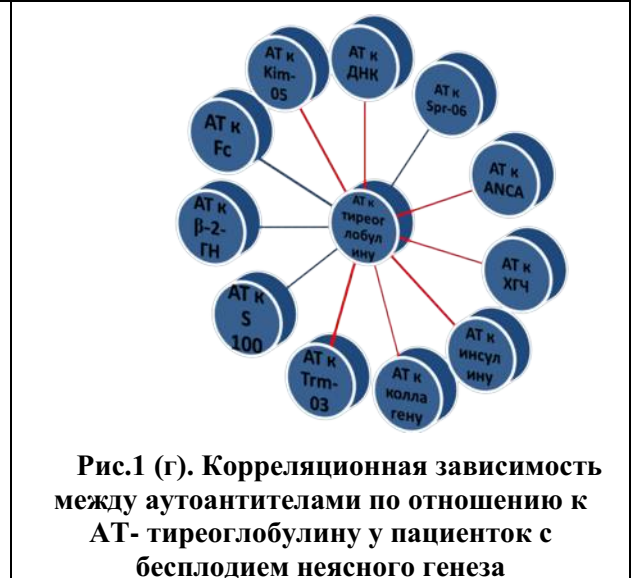 АТ к
ДНК
АТ к
Spr-06
АТ к
ANCA
АТ к
ХГЧ
АТ к
инсул
ину
АТ к
колла
гену
АТ к
Trm-
03
АТ к
S
100
АТ к
β-2-
ГН
АТ к
Fc
АТ к
Kim-
05
АТ к
тиреог
лобул
ину
Рис.1 (г). Корреляционная зависимость
между аутоантителами по отношению к
АТ- тиреоглобулину у пациенток с
бесплодием неясного генеза